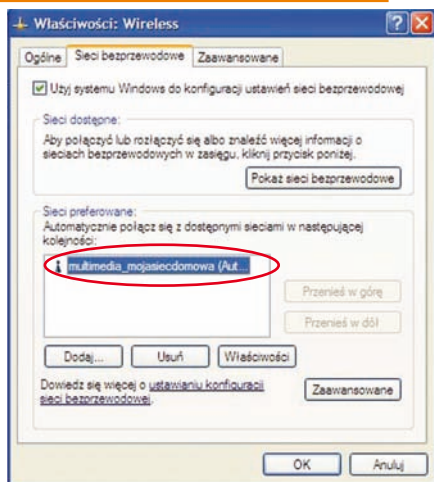 Właściwości: Wireless
Ogólne Sieci bezprzewodowe Zaawansowane
Użyj systemu Windows do konfiguracji ustawień sieci bezprzewodowej
Sieci dostępne:
Aby połączyć lub rozłączyć się albo znaleźć więcej informacji o
sieciach bezprzewodowych w zasięgu, kliknij przycisk poniżej.
Pokaż sieci bezprzewodowe
Sieci preferowane:
Automatycznie połącz się z dostępnymi sieciami w następującej
kolejności:
multimedia_mojasiecdomowa (Aut...
Przenieś w górę
Przenieś w dół
Dodaj... Usuń Właściwości
Dowiedz się więcej o ustawianiu konfiguracji
sieci bezprzewodowej.
Zaawansowane
OK Anuluj